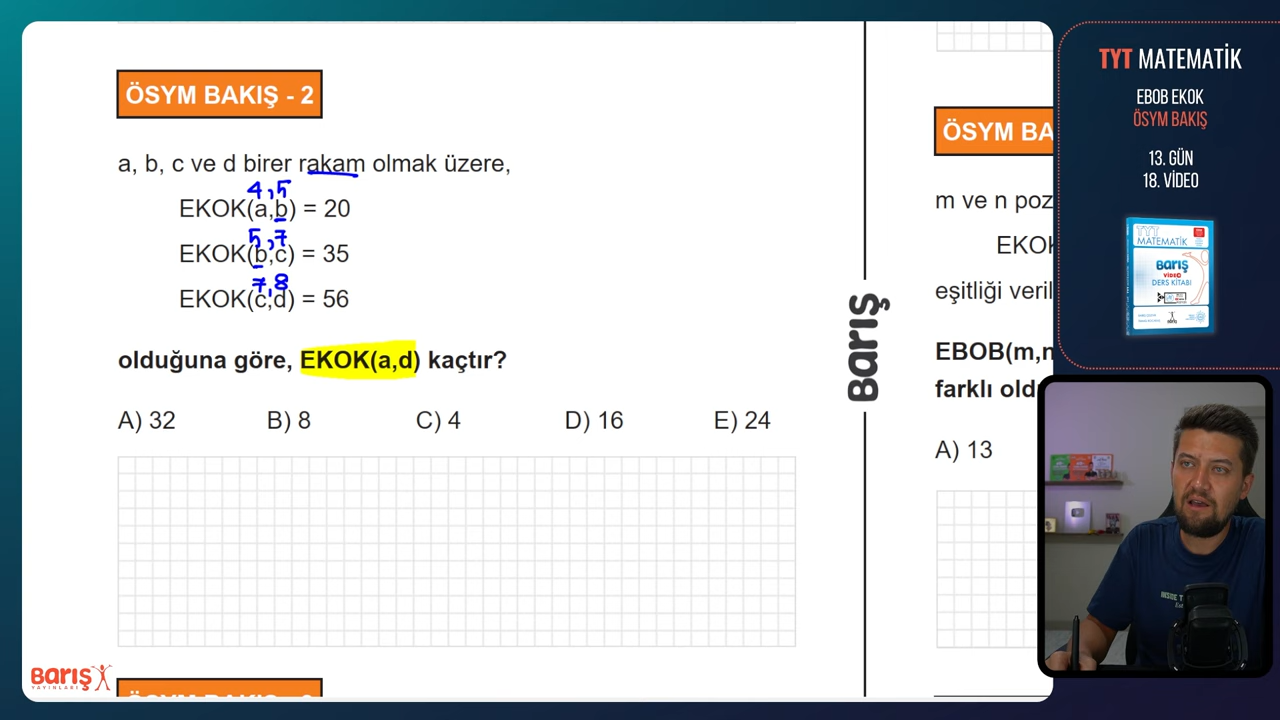 ÖSYM BAKIŞ - 2
a, b, c ve d birer rakam olmak üzere,
4,5
EKOK(a,b) = 20
5,7
EKOK(b,c) = 35
7,8
EKOK(c,d) = 56
olduğuna göre, EKOK(a,d) kaçtır?
A) 32 B) 8 C) 4 D) 16 E) 24
BARIŞ
YAYINLARI
Barış
ÖSYM BA
m ve n poz
EKO
eşitliği veril
EBOB(m,n
farklı old
A) 13
TYT MATEMATİK
EBOB EKOK
ÖSYM BAKIŞ
13. GÜN
18. VİDEO
TYT
MATEMATİK
BARIŞ
VİDEO
DERS KİTABI